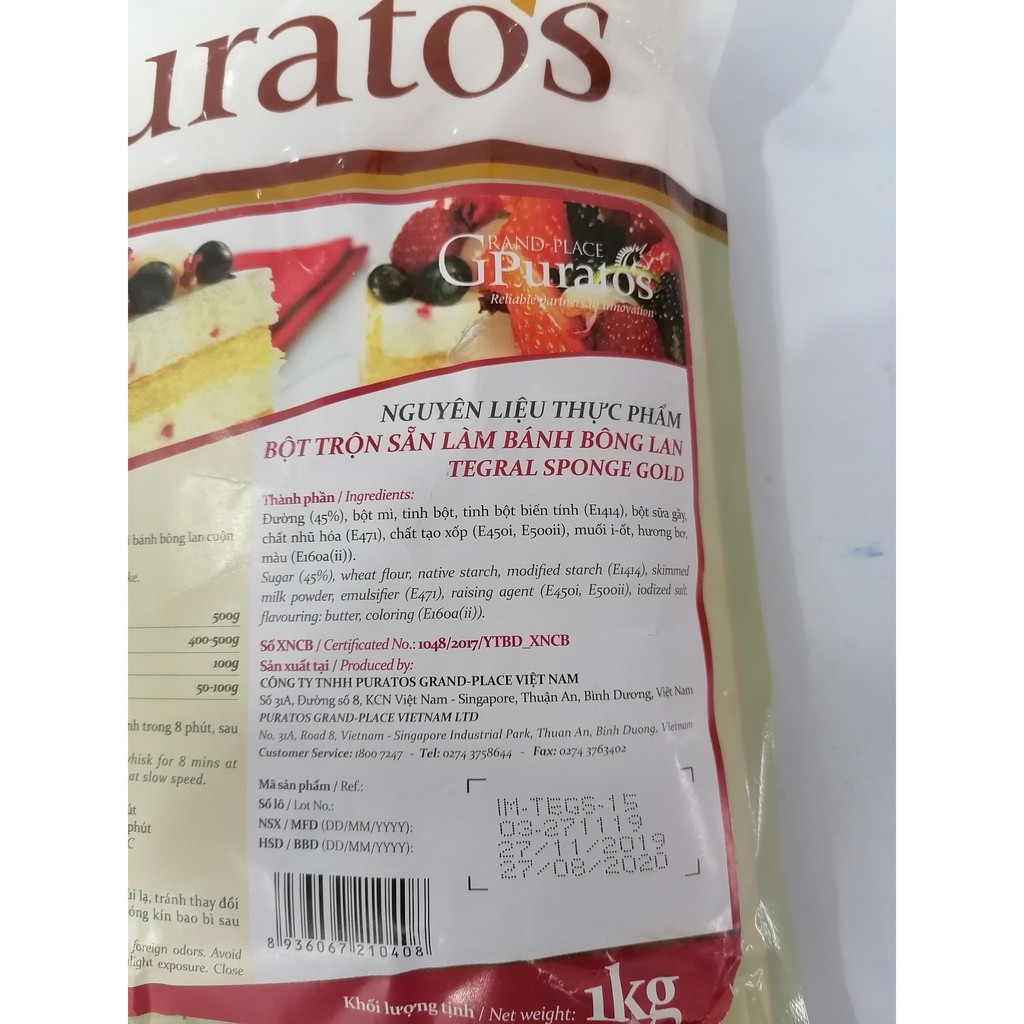 uratos
GRAND-PLACE
Puratos
Reliable partners in innovation
NGUYÊN LIỆU THỰC PHẨM
BỘT TRỘN SẴN LÀM BÁNH BÔNG LAN
TEGRAL SPONGE GOLD
Thành phần / Ingredients:
Đường (45%), bột mì, tinh bột, tinh bột biến tính (E1414), bột sữa gầy,
chất nhũ hóa (E471), chất tạo xốp (E450i, E500ii), muối i-ốt, hương bơ,
màu (E160a(ii)).
Sugar (45%), wheat flour, native starch, modified starch (E1414), skimmed
milk powder, emulsifier (E471), raising agent (E450i, E500ii), iodized salt,
flavouring: butter, coloring (E160a(ii)).
Số XNCB / Certificated No.: 1048/2017/YTBD_XNCB
Sản xuất tại / Produced by:
CÔNG TY TNHH PURATOS GRAND-PLACE VIỆT NAM
Số 31A, Đường số 8, KCN Việt Nam - Singapore, Thuận An, Bình Dương, Việt Nam
PURATOS GRAND-PLACE VIETNAM LTD
No. 31A, Road 8, Vietnam - Singapore Industrial Park, Thuan An, Binh Duong, Vietnam
Customer Service: 1800 7247 - Tel: 0274 3758644 - Fax: 0274 3763402
Mã sản phẩm / Ref.: IM-TEGS-15
Số lô / Lot No.: 03-271119
NSX / MFD (DD/MM/YYYY): 27/11/2019
HSD / BBD (DD/MM/YYYY): 27/08/2020
8 936067 210408
Khối lượng tịnh / Net weight: 1kg
bánh bông lan cuộn
ke.
500g
400-500g
100g
50-100g
nh trong 8 phút, sau
whisk for 8 mins at
at slow speed.
út
phút
C
ùi lạ, tránh thay đổi
óng kín bao bì sau
foreign odors. Avoid
light exposure. Close